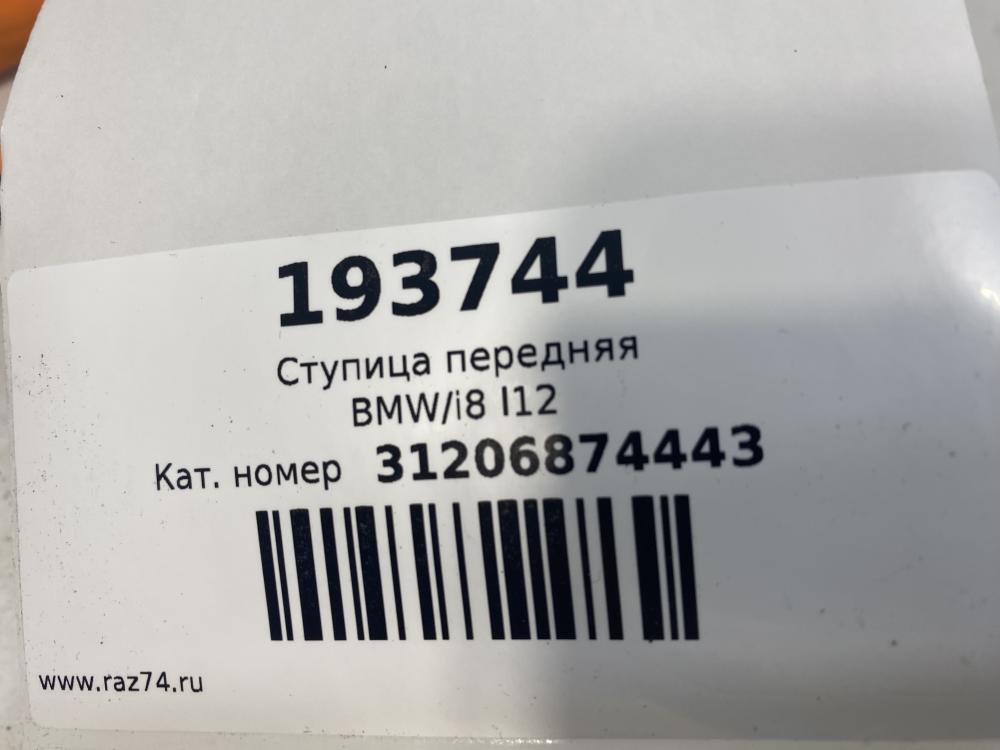 193744
Ступица передняя
BMW/i8 I12
Кат. номер 31206874443
www.raz74.ru